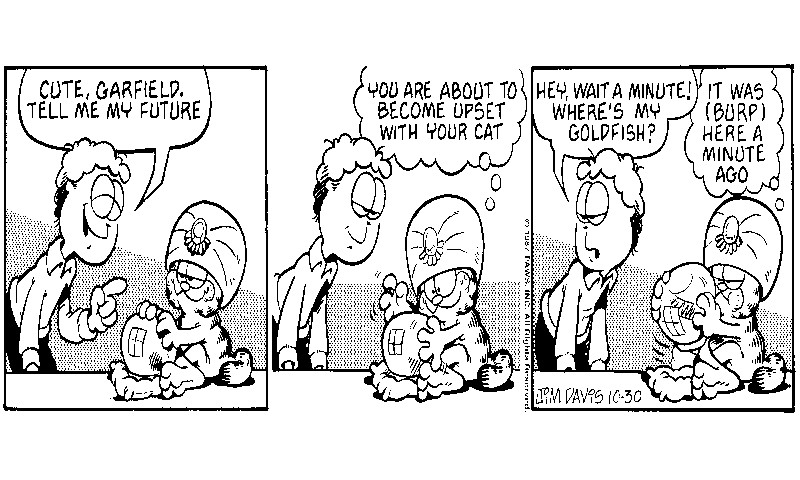 CUTE, GARFIELD.
TELL ME MY FUTURE
YOU ARE ABOUT TO
BECOME UPSET
WITH YOUR CAT
HEY, WAIT A MINUTE!
WHERE'S MY
GOLDFISH?
IT WAS
(BURP)
HERE A
MINUTE
AGO
JIM DAVIS 10-30